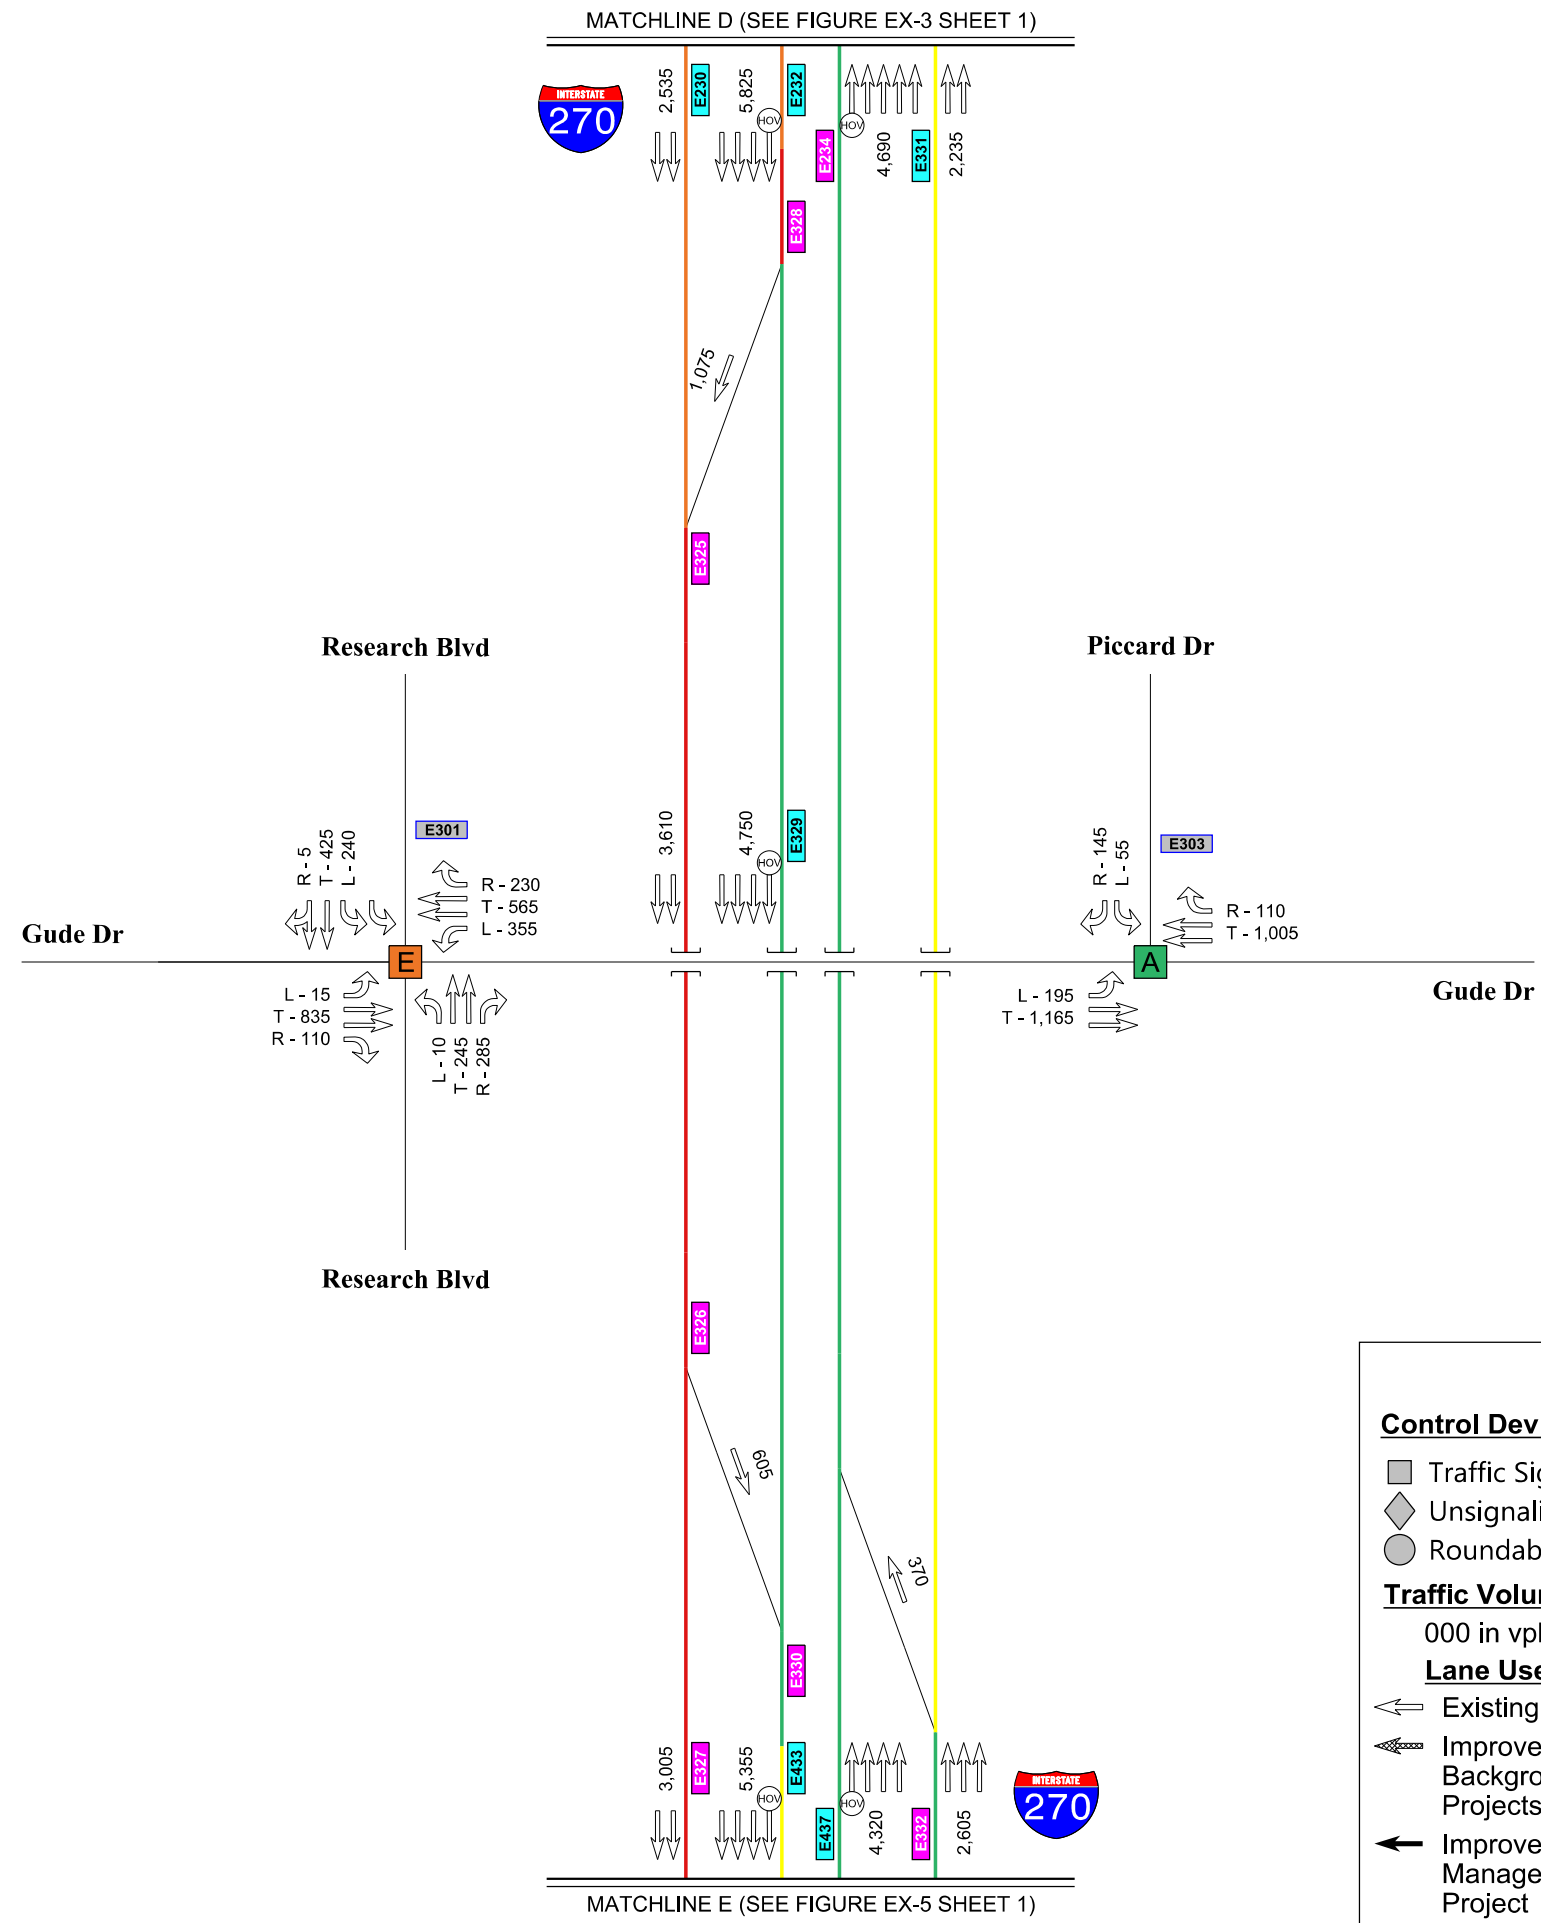 MATCHLINE D (SEE FIGURE EX-3 SHEET 1)
INTERSTATE
270
2,535
E230
5,825
HOV
E232
E234
HOV
4,690
E331
2,235
E328
1,075
E325
Research Blvd
Piccard Dr
3,610
4,750
HOV
E329
E301
R - 5
T - 425
L - 240
R - 230
T - 565
L - 355
E303
R - 145
L - 55
R - 110
T - 1,005
Gude Dr
E
A
Gude Dr
L - 15
T - 835
R - 110
L - 10
T - 245
R - 285
L - 195
T - 1,165
Research Blvd
E326
605
370
E330
3,005
E327
5,355
HOV
E433
E437
HOV
4,320
E332
2,605
INTERSTATE
270
MATCHLINE E (SEE FIGURE EX-5 SHEET 1)
Control Dev
Traffic Sig
Unsignali
Roundab
Traffic Volu
000 in vp
Lane Use
Existing
Improve
Backgro
Projects
Improve
Manage
Project